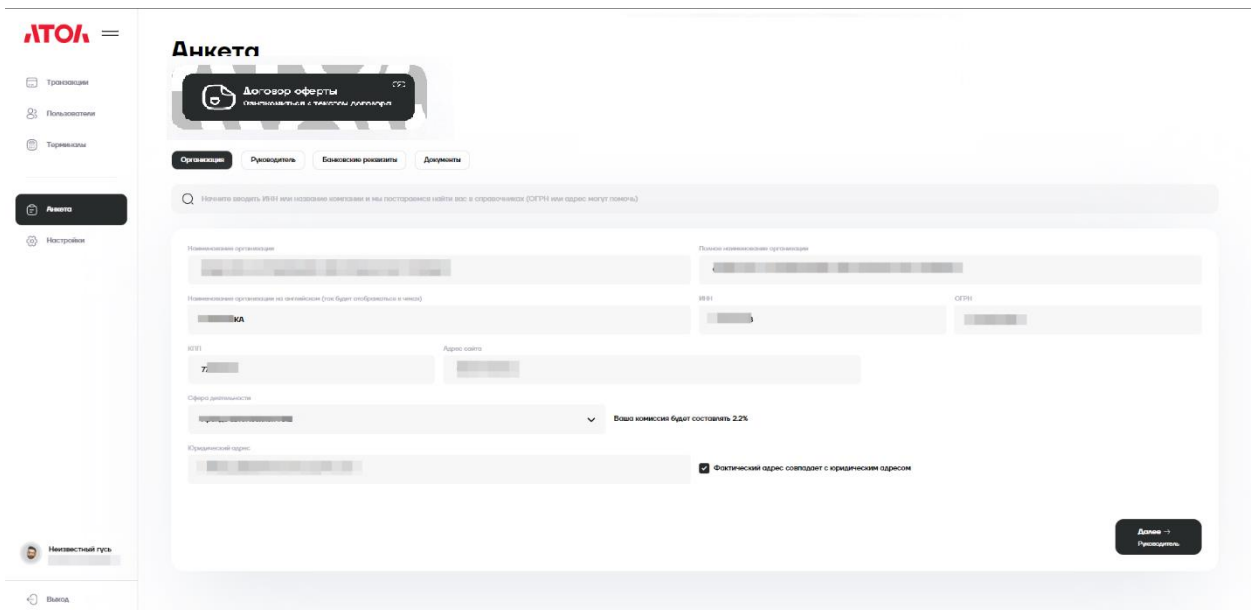 АТОЛ
Транзакции
Пользователи
Терминалы
Анкета
Настройки
Неизвестный гусь
Выход
Анкета
Договор оферты
Ознакомиться с текстом договора
Организация
Руководитель
Банковские реквизиты
Документы
Начните вводить ИНН или название компании и мы постараемся найти вас в справочниках (ОГРН или адрес могут помочь)
Наименование организации
Полное наименование организации
Наименование организации на английском (так будет отображаться в чеках)
ИНН
ОГРН
КА
КПП
Адрес сайта
Сфера деятельности
Ваша комиссия будет составлять 2.2%
Юридический адрес
Фактический адрес совпадает с юридическим адресом
Далее →
Руководитель